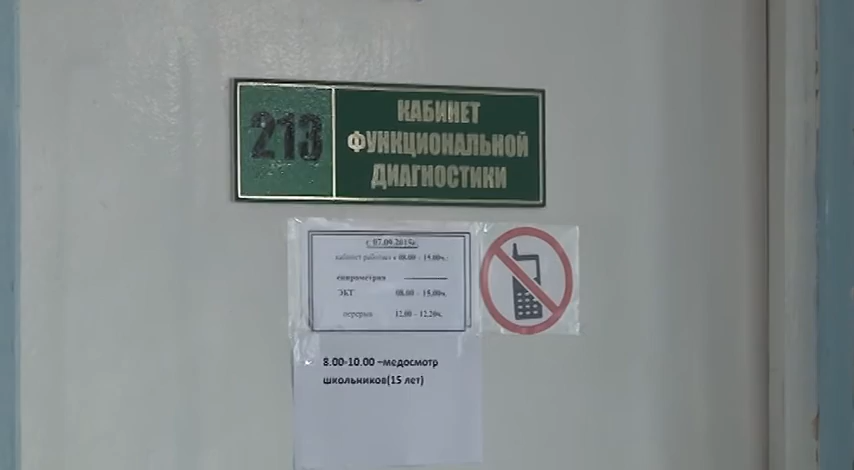 213
КАБИНЕТ
ФУНКЦИОНАЛЬНОЙ
ДИАГНОСТИКИ
с 07.09.2015г.
кабинет работает с 08.00 – 15.00ч.
спирометрия
ЭКГ 08.00 – 15.00ч.
перерыв 12.00 – 12.20ч.
8.00-10.00 –медосмотр
школьников(15 лет)